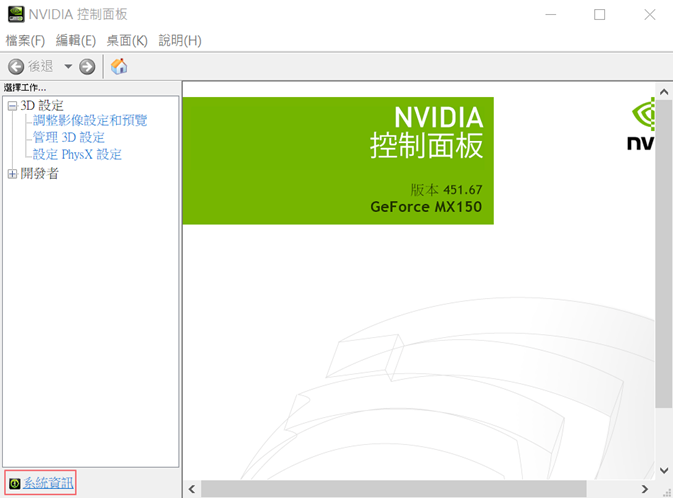 NVIDIA 控制面板
檔案(F) 編輯(E) 桌面(K) 說明(H)
後退
選擇工作...
3D 設定
調整影像設定和預覽
管理 3D 設定
設定 PhysX 設定
開發者
NVIDIA
控制面板
版本 451.67
GeForce MX150
nv
系統資訊